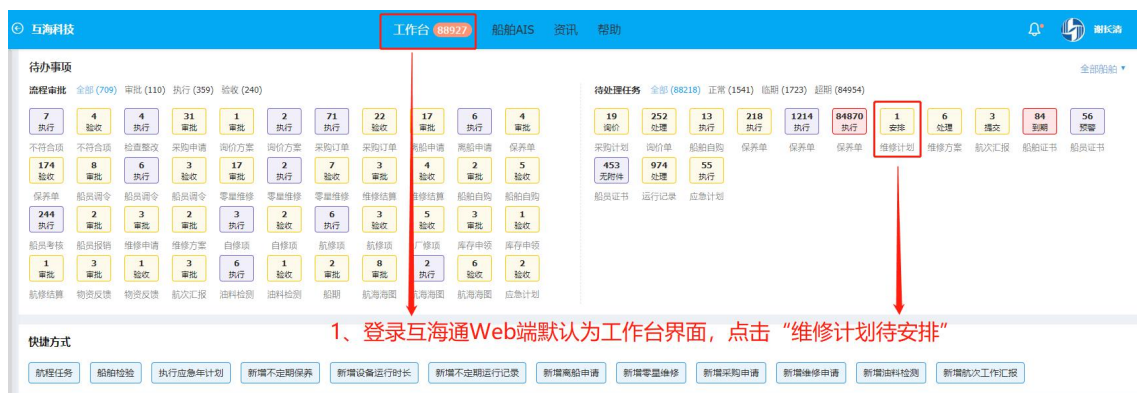 互海科技
工作台 88927 船舶AIS 资讯 帮助
谢长清
待办事项
全部船舶
流程审批 全部 (709) 审批 (110) 执行 (359) 验收 (240)
7 4 4 31 1 2 71 22 17 6 4
执行 验收 执行 审批 审批 执行 执行 验收 审批 执行 审批
不符合项 不符合项 检查整改 采购申请 询价方案 询价方案 采购订单 采购订单 离船申请 离船申请 保养单
174 8 6 3 17 2 7 3 4 2 5
验收 审批 执行 验收 审批 执行 验收 审批 验收 审批 验收
保养单 船员调令 船员调令 船员调令 零星维修 零星维修 零星维修 维修结算 维修结算 船舶自购 船舶自购
244 2 3 2 3 2 6 3 5 3 1
执行 审批 审批 审批 执行 验收 执行 验收 验收 审批 验收
船员考核 船员报销 维修申请 维修方案 自修项 自修项 航修项 航修项 厂修项 库存申领 库存申领
1 3 1 3 6 1 2 8 2 6 2
审批 审批 验收 审批 执行 验收 审批 审批 执行 验收 验收
航修结算 物资反馈 物资反馈 航次汇报 油料检测 油料检测 船期 航海海图 航海海图 航海海图 应急计划
待处理任务 全部 (88218) 正常 (1541) 临期 (1723) 超期 (84954)
19 252 13 218 1214 84870 1 6 3 84 56
询价 处理 执行 执行 执行 执行 安排 处理 提交 到期 预警
采购计划 询价单 船舶自购 保养单 保养单 保养单 维修计划 维修方案 航次汇报 船舶证书 船员证书
453 974 55
无附件 处理 执行
船员证书 运行记录 应急计划
1、登录互海通Web端默认为工作台界面，点击“维修计划待安排”
快捷方式
航程任务 船舶检验 执行应急年计划 新增不定期保养 新增设备运行时长 新增不定期运行记录 新增离船申请 新增零星维修 新增采购申请 新增维修申请 新增油料检测 新增航次工作汇报